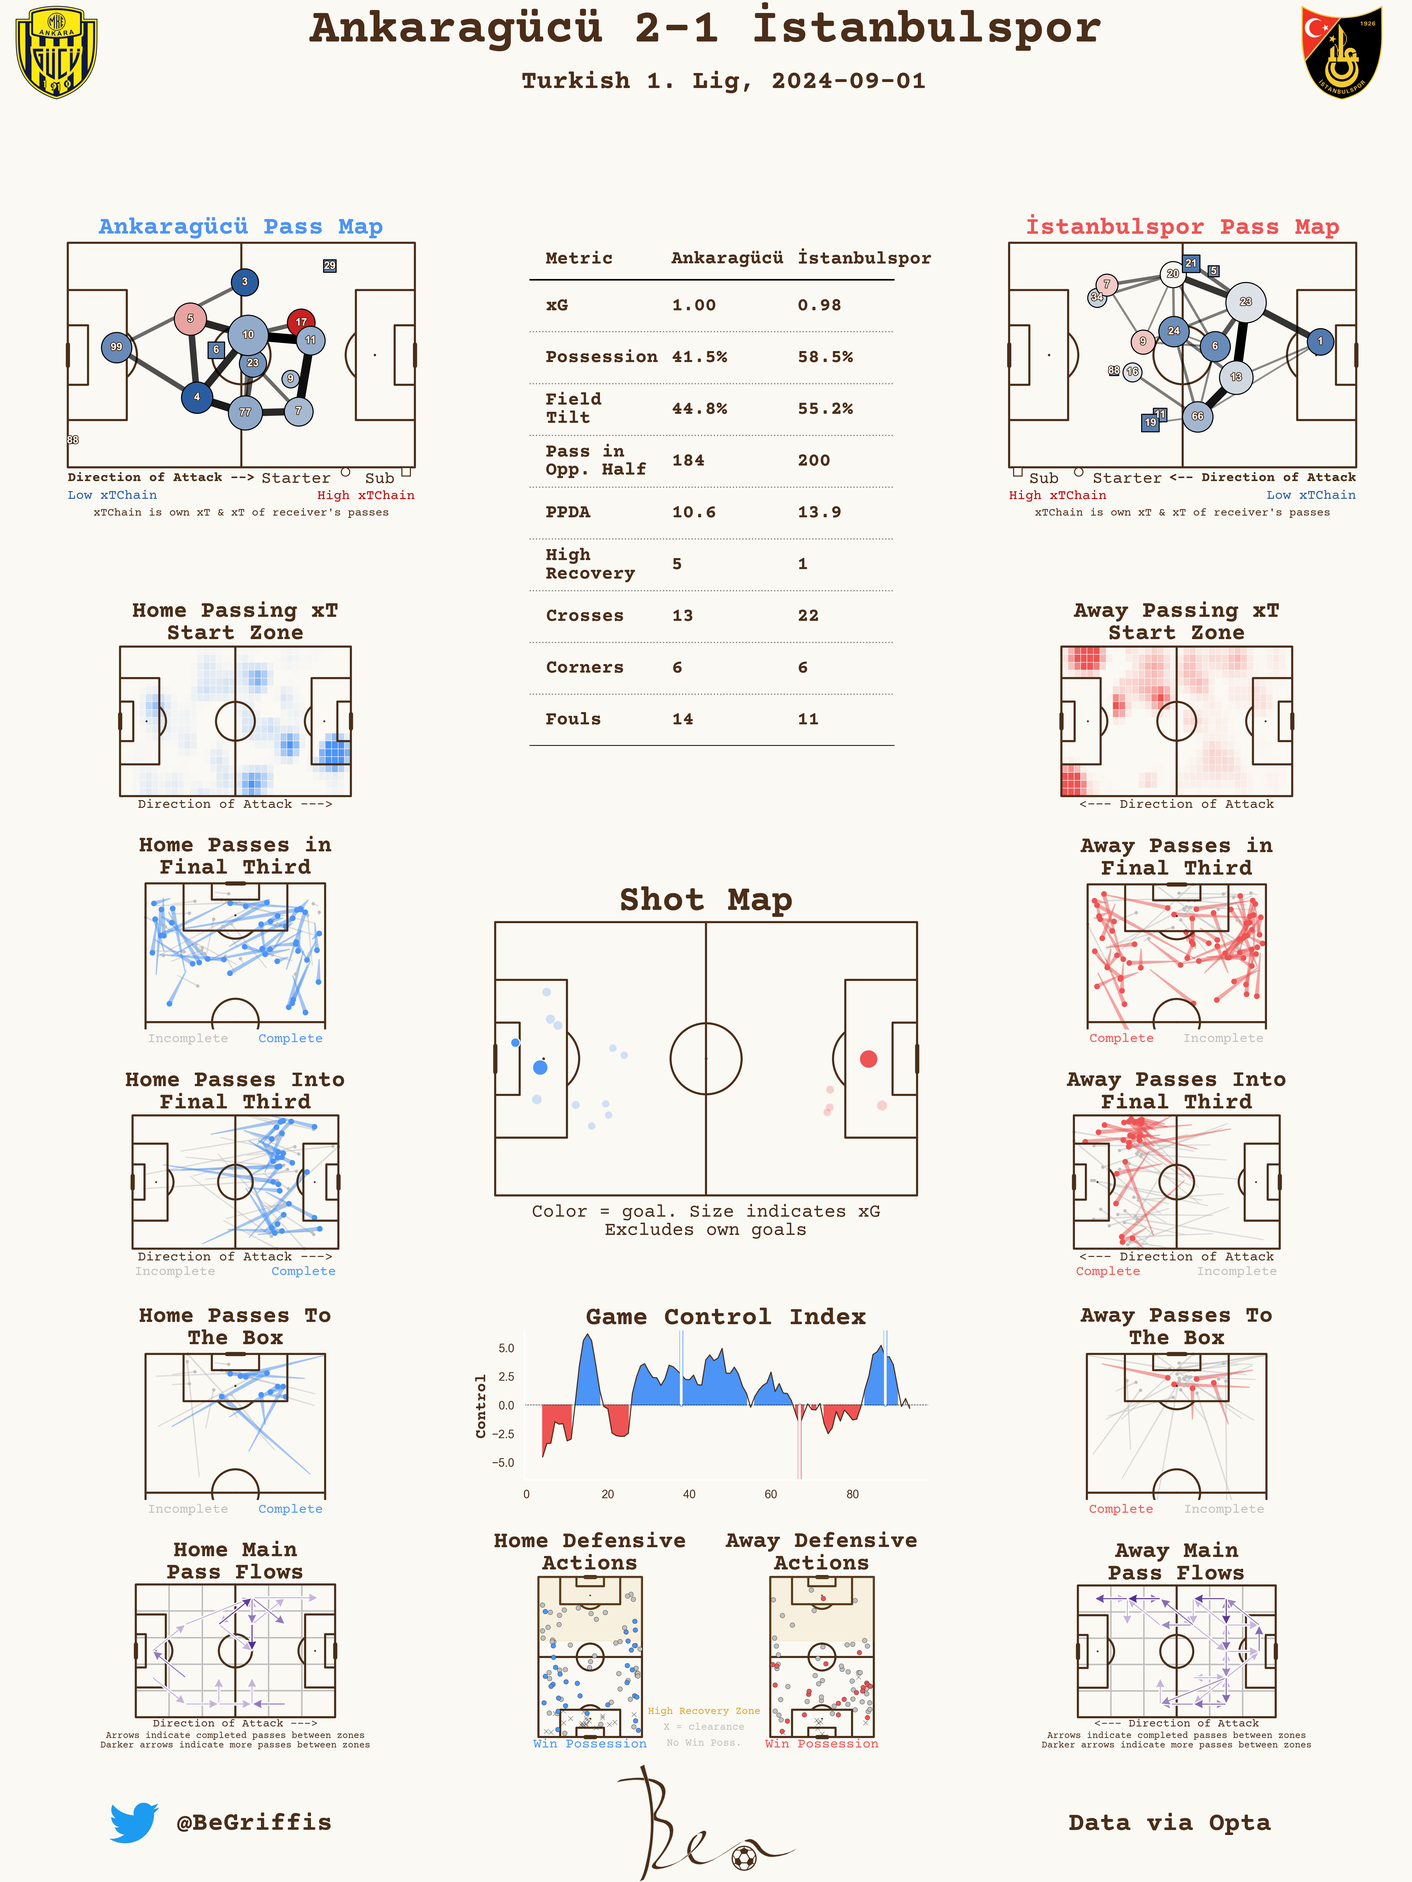 Ankaragücü 2-1 İstanbulspor
Turkish 1. Lig, 2024-09-01
MKE
ANKARA
GÜCÜ
1910
1926
İSTANBULSPOR
Ankaragücü Pass Map
29
3
5
17
10
11
99
6
23
9
4
77
7
88
Direction of Attack --> Starter Sub
Low xTChain High xTChain
xTChain is own xT & xT of receiver's passes
Metric Ankaragücü İstanbulspor
xG 1.00 0.98
Possession 41.5% 58.5%
Field
Tilt 44.8% 55.2%
Pass in
Opp. Half 184 200
PPDA 10.6 13.9
High
Recovery 5 1
Crosses 13 22
Corners 6 6
Fouls 14 11
İstanbulspor Pass Map
21
20
5
7
34
23
24
9
6
1
88
16
13
11
19
66
Sub Starter <-- Direction of Attack
High xTChain Low xTChain
xTChain is own xT & xT of receiver's passes
Home Passing xT
Start Zone
Direction of Attack --->
Away Passing xT
Start Zone
<--- Direction of Attack
Home Passes in
Final Third
Incomplete Complete
Away Passes in
Final Third
Complete Incomplete
Shot Map
Color = goal. Size indicates xG
Excludes own goals
Home Passes Into
Final Third
Direction of Attack --->
Incomplete Complete
Away Passes Into
Final Third
<--- Direction of Attack
Complete Incomplete
Home Passes To
The Box
Incomplete Complete
Game Control Index
Control
5.0
2.5
0.0
−2.5
−5.0
0 20 40 60 80
Away Passes To
The Box
Complete Incomplete
Home Main
Pass Flows
Direction of Attack --->
Arrows indicate completed passes between zones
Darker arrows indicate more passes between zones
Home Defensive
Actions
Win Possession
High Recovery Zone
X = clearance
No Win Poss.
Away Defensive
Actions
Win Possession
Away Main
Pass Flows
<--- Direction of Attack
Arrows indicate completed passes between zones
Darker arrows indicate more passes between zones
@BeGriffis
Ben
Data via Opta